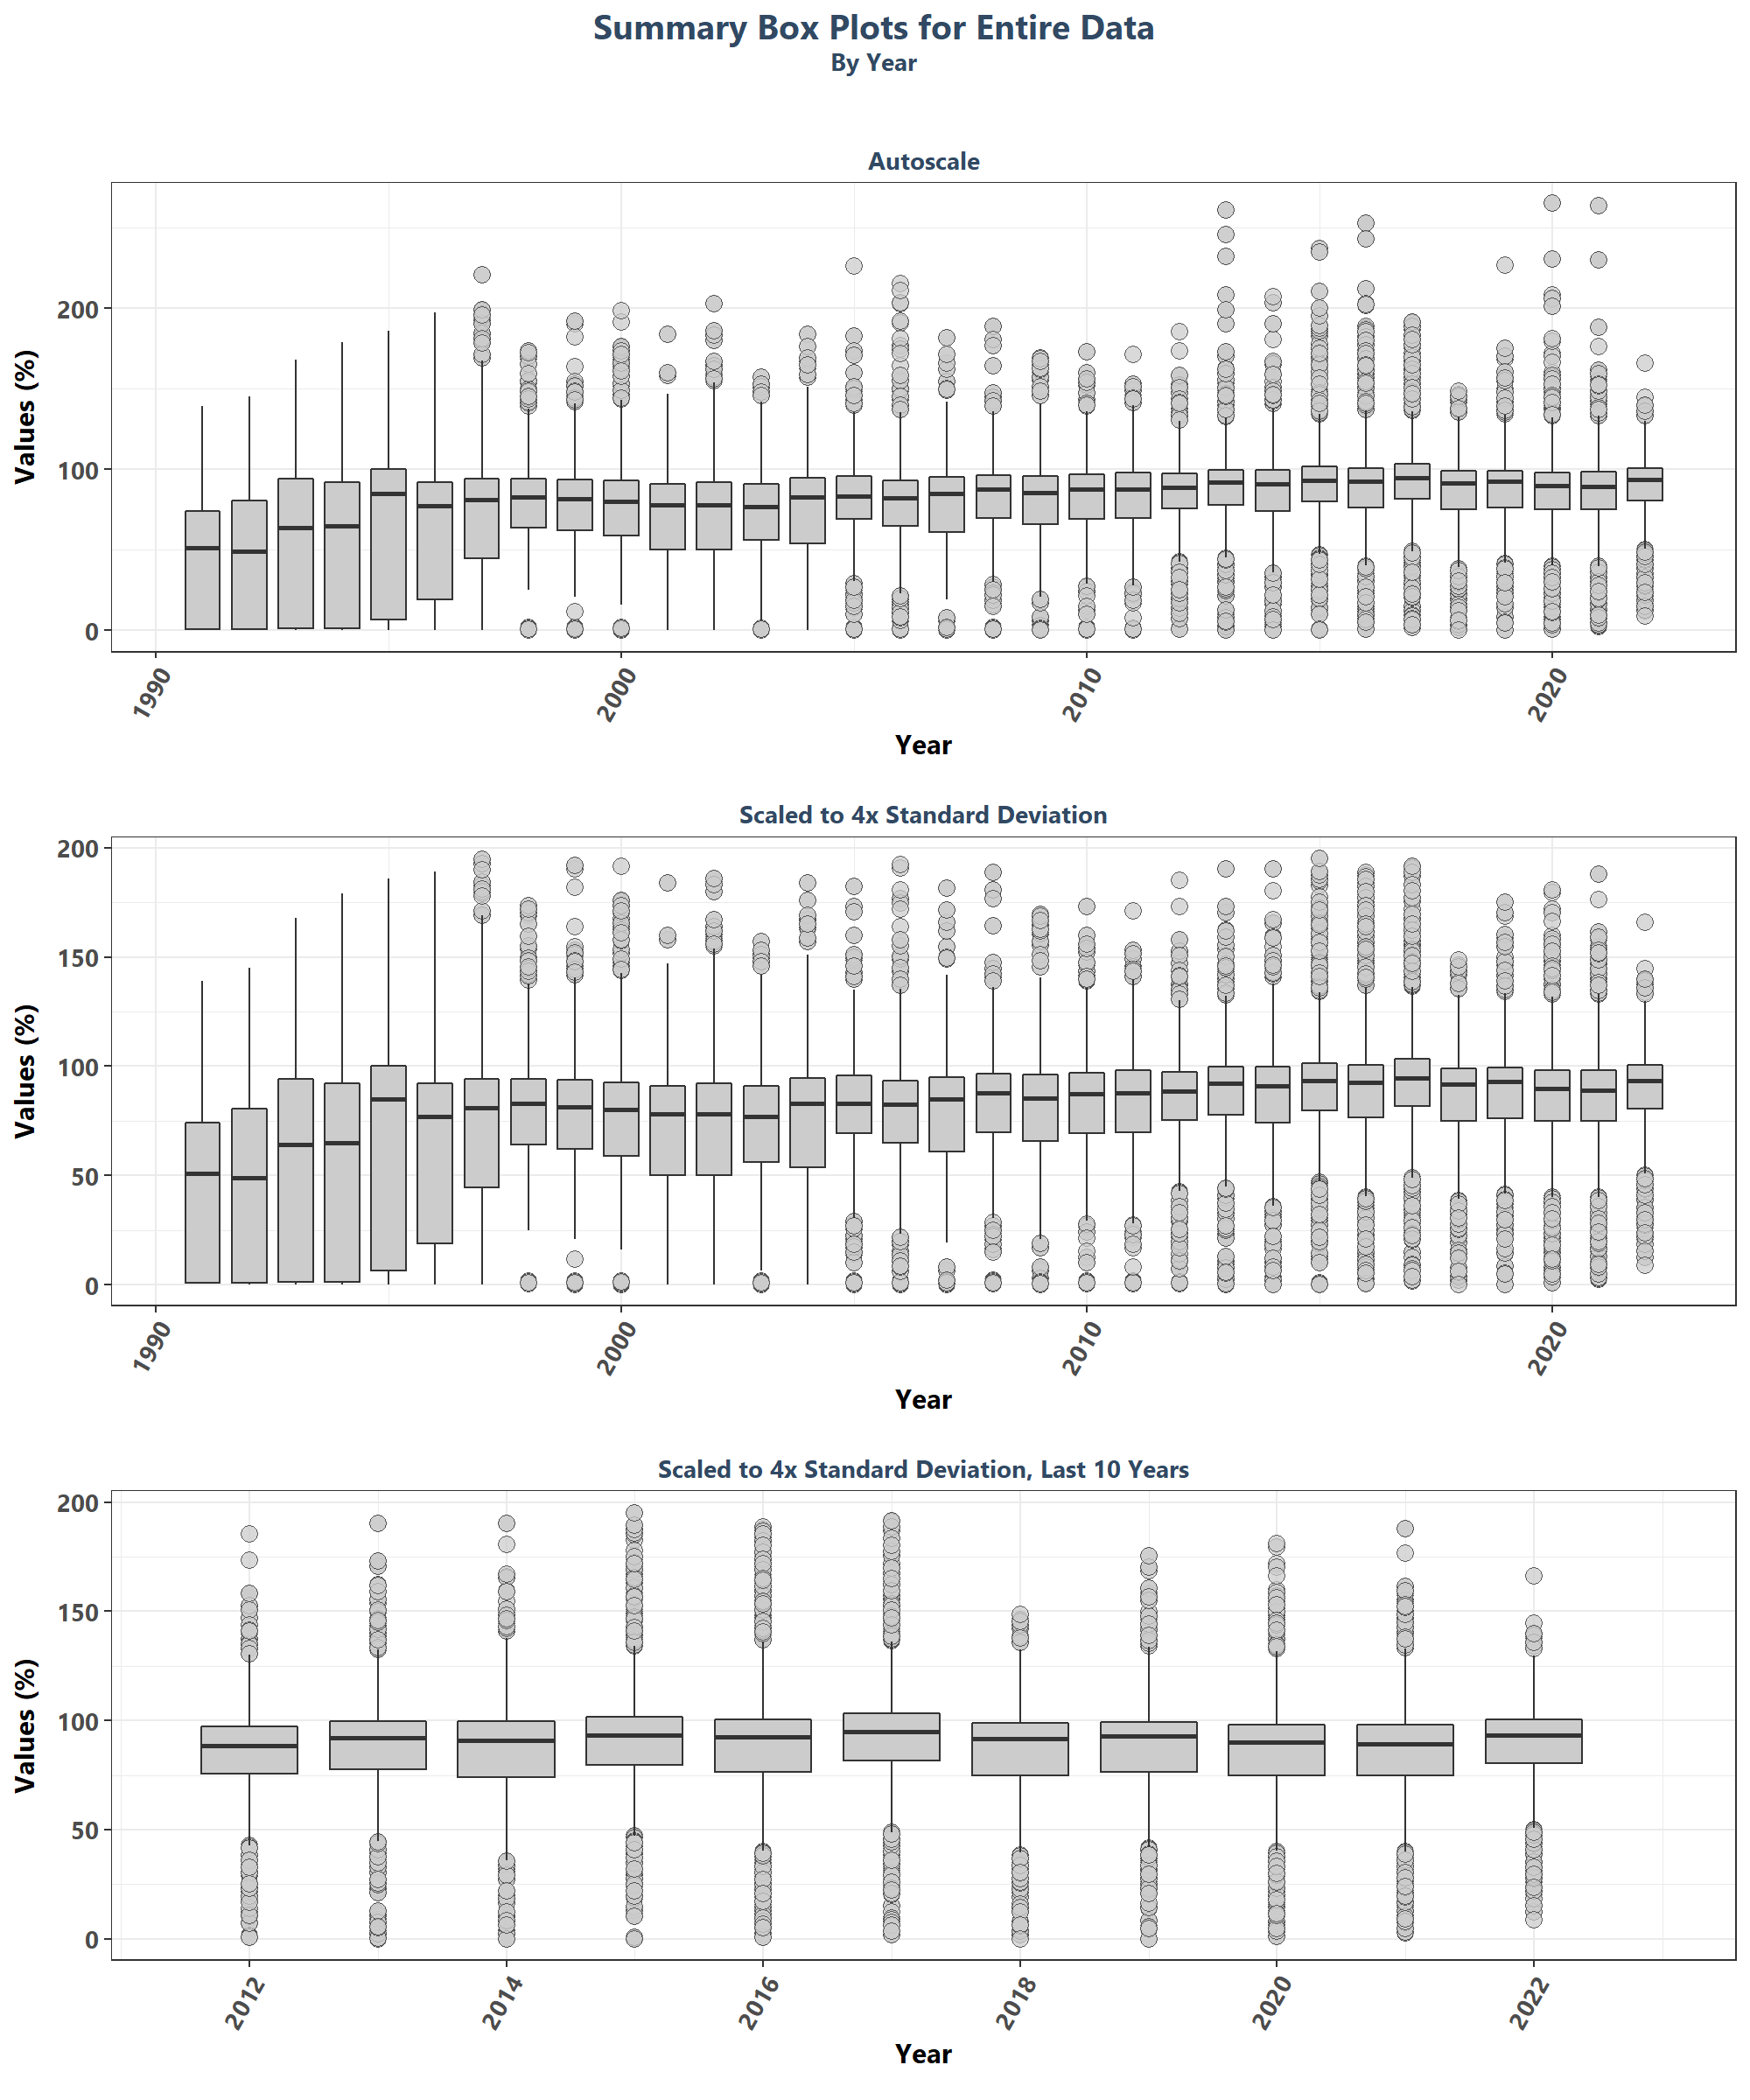 Summary Box Plots for Entire Data
By Year
Autoscale
Values (%)
200
100
0
1990
2000
2010
2020
Year
Scaled to 4x Standard Deviation
Values (%)
200
150
100
50
0
1990
2000
2010
2020
Year
Scaled to 4x Standard Deviation, Last 10 Years
Values (%)
200
150
100
50
0
2012
2014
2016
2018
2020
2022
Year